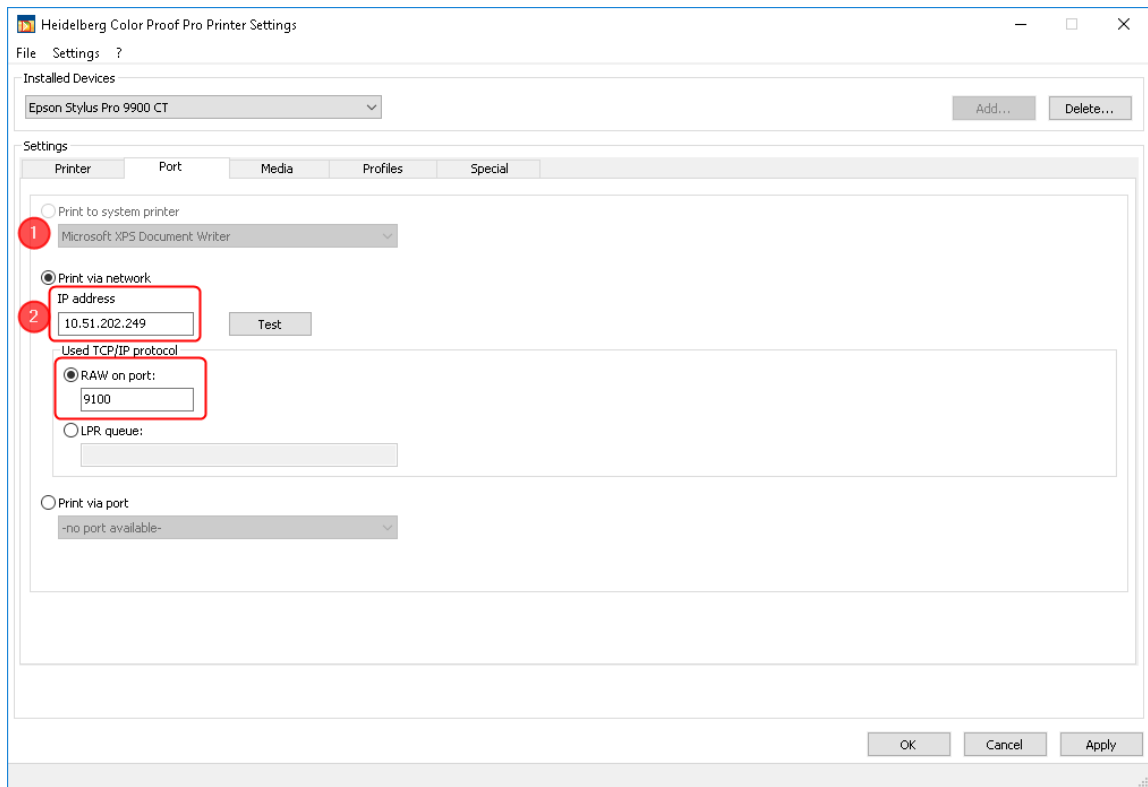 Heidelberg Color Proof Pro Printer Settings
File Settings ?
Installed Devices
Epson Stylus Pro 9900 CT
Add... Delete...
Settings
Printer Port Media Profiles Special
Print to system printer
1 Microsoft XPS Document Writer
Print via network
IP address
2 10.51.202.249 Test
Used TCP/IP protocol
RAW on port:
9100
LPR queue:
Print via port
-no port available-
OK Cancel Apply